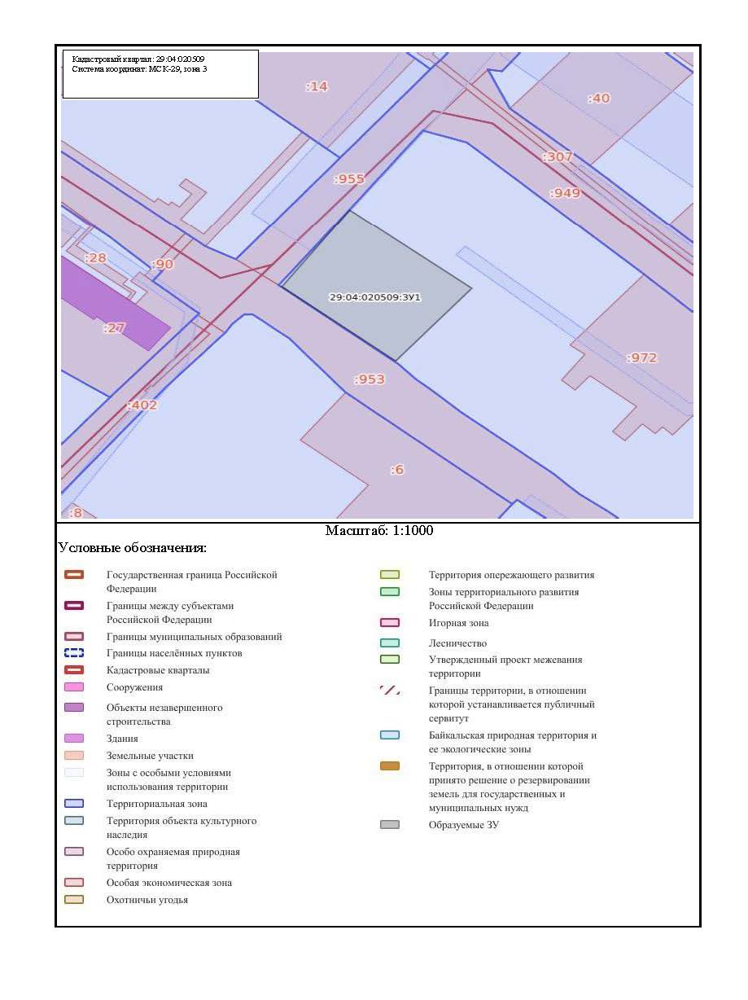 Кадастровый квартал: 29:04:020509
Система координат: МСК-29, зона 3
:14
:40
:307
:955
:949
:28
:90
29:04:020509:ЗУ1
:27
:972
:953
:402
:6
:8
Масштаб: 1:1000
Условные обозначения:
Государственная граница Российской
Федерации
Границы между субъектами
Российской Федерации
Границы муниципальных образований
Границы населённых пунктов
Кадастровые кварталы
Сооружения
Объекты незавершенного
строительства
Здания
Земельные участки
Зоны с особыми условиями
использования территории
Территориальная зона
Территория объекта культурного
наследия
Особо охраняемая природная
территория
Особая экономическая зона
Охотничьи угодья
Территория опережающего развития
Зоны территориального развития
Российской Федерации
Игорная зона
Лесничество
Утвержденный проект межевания
территории
Границы территории, в отношении
которой устанавливается публичный
сервитут
Байкальская природная территория и
ее экологические зоны
Территория, в отношении которой
принято решение о резервировании
земель для государственных и
муниципальных нужд
Образуемые ЗУ